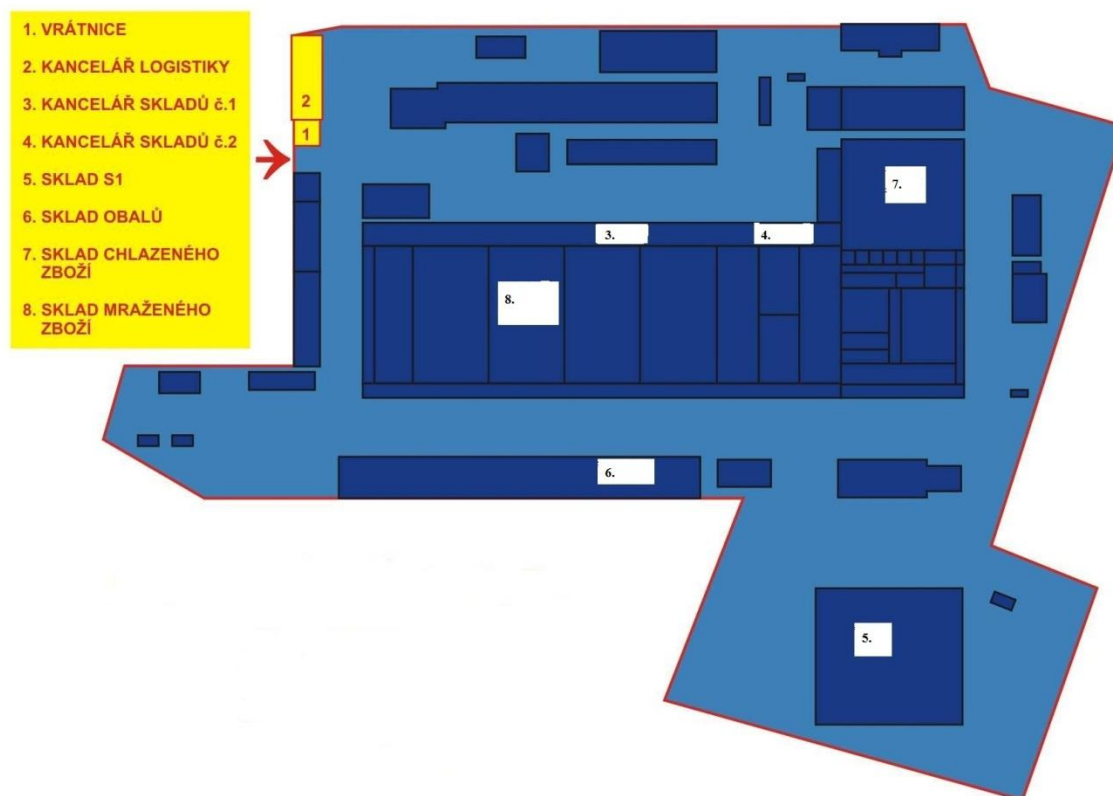 1. VRÁTNICE
2. KANCELÁŘ LOGISTIKY
3. KANCELÁŘ SKLADŮ č.1
4. KANCELÁŘ SKLADŮ č.2
5. SKLAD S1
6. SKLAD OBALŮ
7. SKLAD CHLAZENÉHO
ZBOŽÍ
8. SKLAD MRAŽENÉHO
ZBOŽÍ
2
1
7.
3.
4.
8.
6.
5.